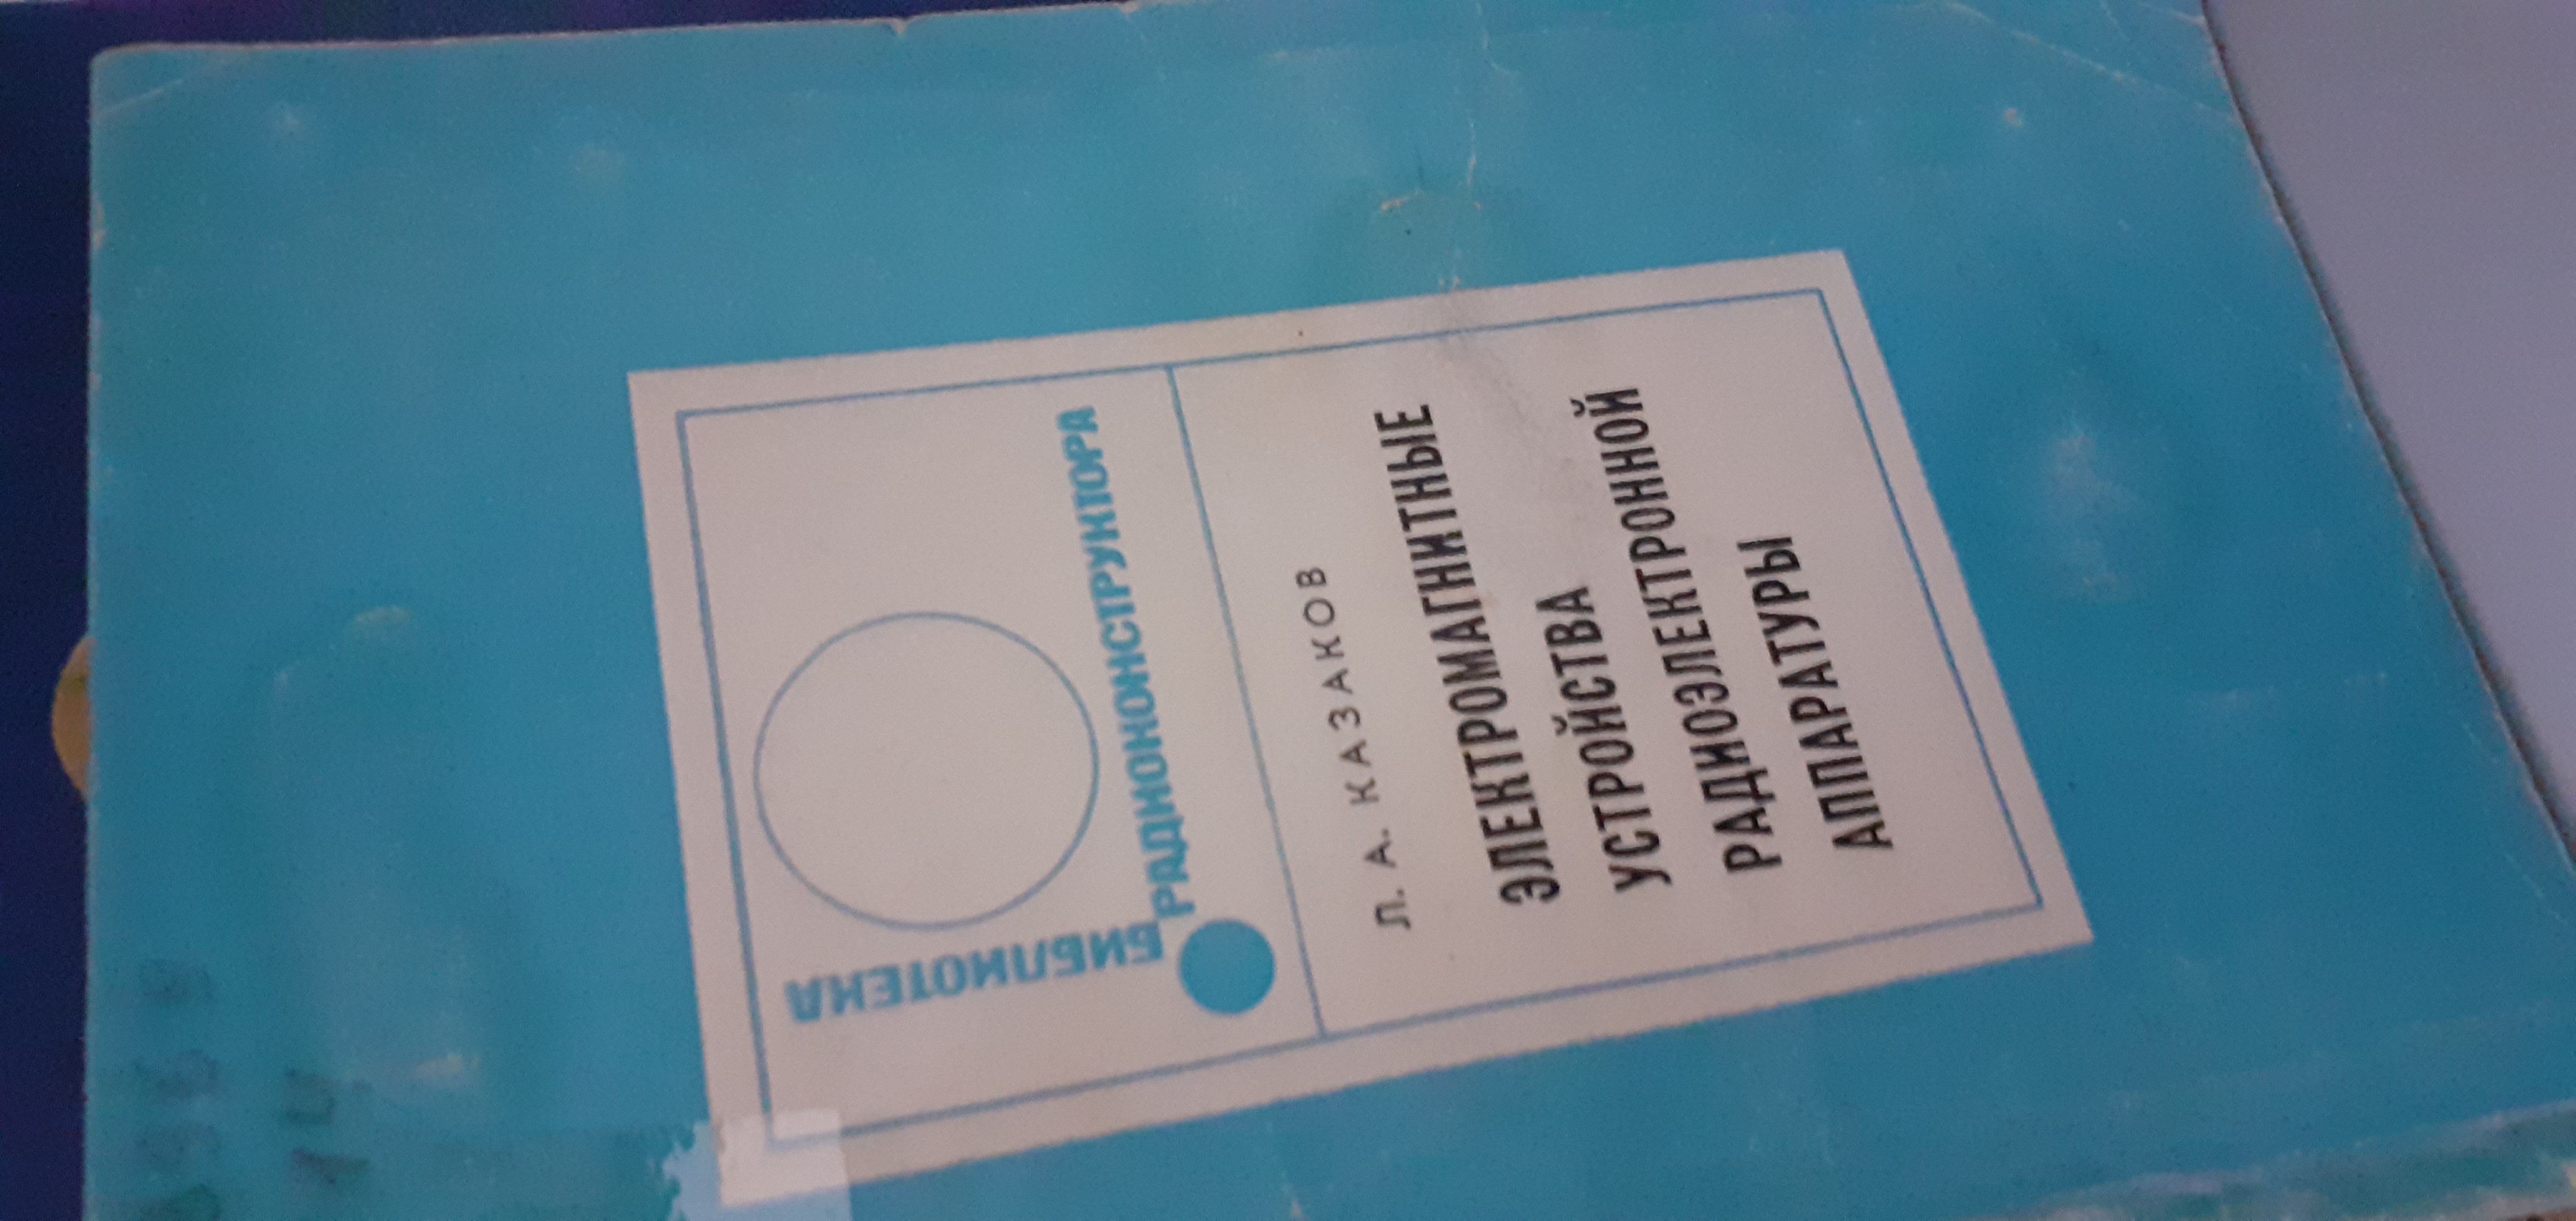 БИБЛИОТЕКА
РАДИОКОНСТРУКТОРА
Л. А. КАЗАКОВ
ЭЛЕКТРОМАГНИТНЫЕ
УСТРОЙСТВА
РАДИОЭЛЕКТРОННОЙ
АППАРАТУРЫ